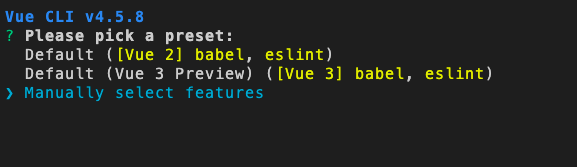 Vue CLI v4.5.8
? Please pick a preset:
Default ([Vue 2] babel, eslint)
Default (Vue 3 Preview) ([Vue 3] babel, eslint)
❯ Manually select features